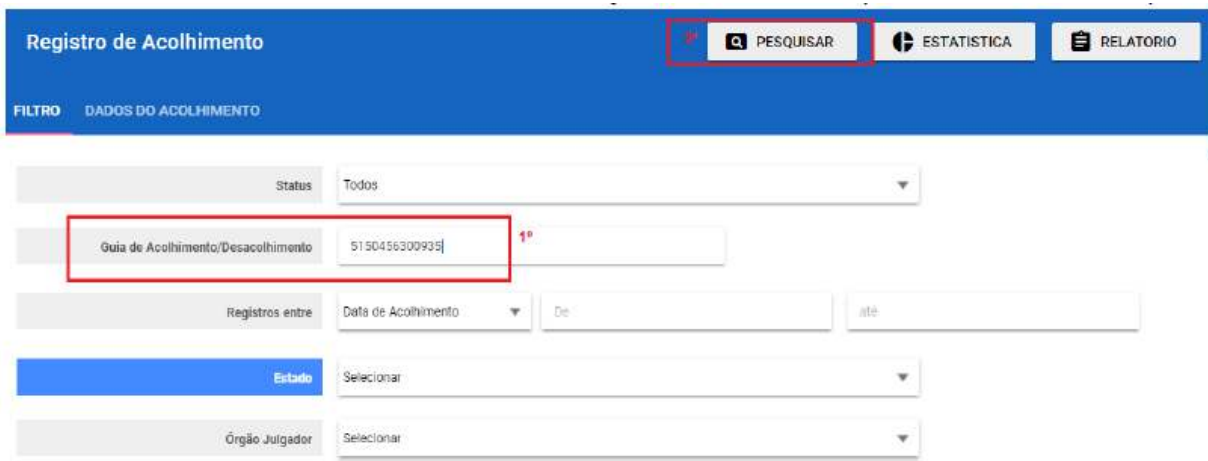 Registro de Acolhimento
PESQUISAR
ESTATISTICA
RELATORIO
FILTRO DADOS DO ACOLHIMENTO
Status Todos
Guia de Acolhimento/Desacolhimento 5150456300935 1º
Registros entre Data de Acolhimento De até
Estado Selecionar
Órgão Julgador Selecionar